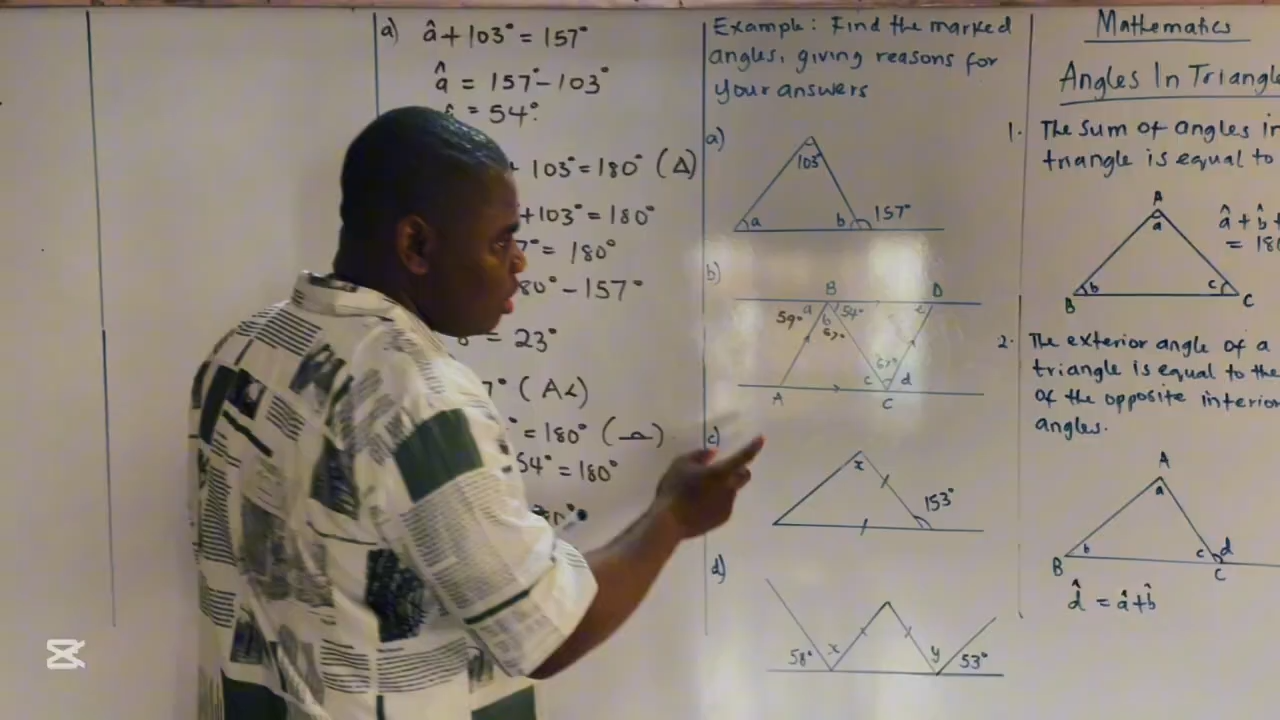 a) â + 103° = 157°
â = 157° - 103°
= 54°.
+ 103° = 180° (Δ)
+103° = 180°
7° = 180°
80° - 157°
= 23°
7° (A<)
° = 180°
54° = 180°
Example: Find the marked
angles, giving reasons for
your answers
a)
103°
a
b
157°
b)
B
D
59°
a
b
54°
e
67°
67°
c
d
A
C
c)
x
153°
d)
58°
x
y
53°
Mathematics
Angles In Triangle
1. The sum of angles in
triangle is equal to
A
a
â + b̂ +
= 180
b
c
B
C
2. The exterior angle of a
triangle is equal to the
of the opposite interior
angles.
A
a
b
c
d
B
C
d̂ = â + b̂